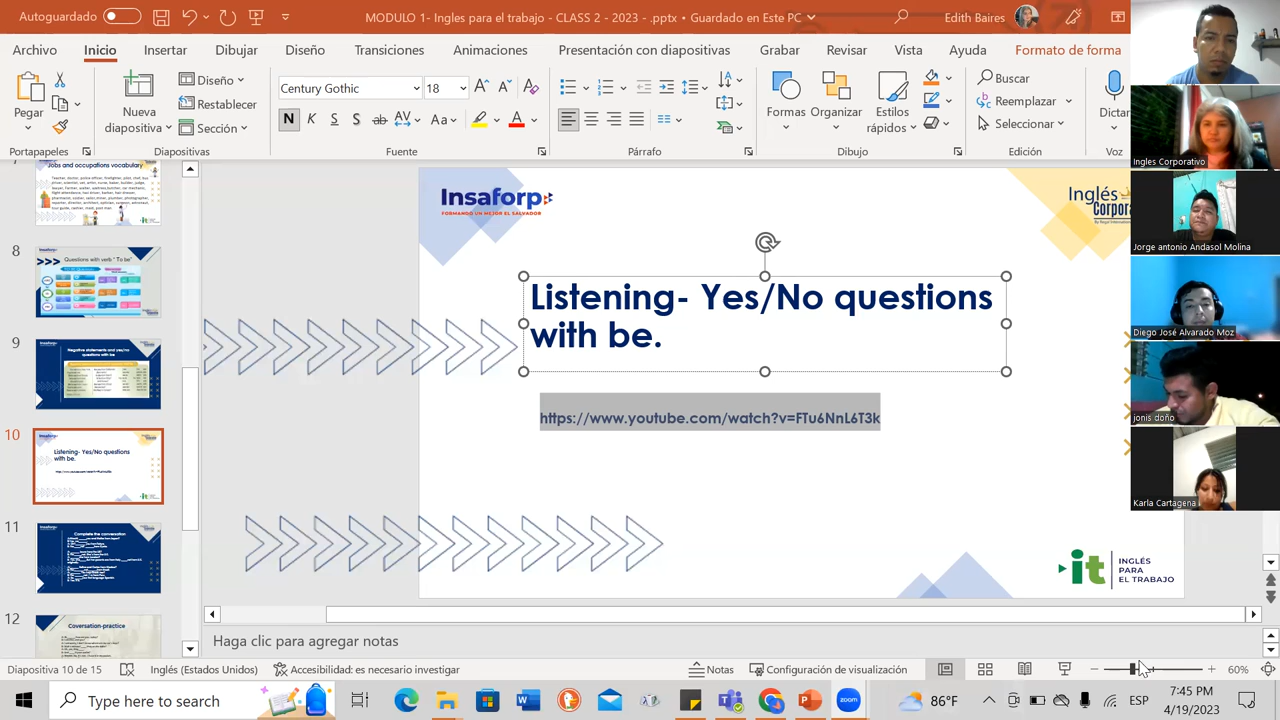 Autoguardado
MODULO 1- Ingles para el trabajo - CLASS 2 - 2023 - .pptx • Guardado en Este PC
Edith Baires
Archivo Inicio Insertar Dibujar Diseño Transiciones Animaciones Presentación con diapositivas Grabar Revisar Vista Ayuda Formato de forma
Pegar
Nueva diapositiva
Diseño
Restablecer
Sección
Century Gothic 18
N K S S ab AV Aa A
Formas Organizar Estilos rápidos
Buscar
Reemplazar
Seleccionar
Dictar
Portapapeles Diapositivas Fuente Párrafo Dibujo Edición Voz
Jobs and occupations vocabulary
8
Questions with verb " To be"
9
Negative statements and yes/no questions with be
10
Listening- Yes/No questions with be.
11
Complete the conversation
12
Coversation-practice
Insaforp
FORMANDO UN MEJOR EL SALVADOR
Inglés
Corpora
Listening- Yes/No questions
with be.
https://www.youtube.com/watch?v=FTu6NnL6T3k
it INGLÉS
PARA
EL TRABAJO
Ingles Corporativo
Jorge antonio Andasol Molina
Diego José Alvarado Moz
jonis doño
Karla Cartagena
Haga clic para agregar notas
Diapositiva 10 de 15 Inglés (Estados Unidos) Accesibilidad: es necesario investigar Notas Configuración de visualización 60%
Type here to search
86°F
ESP
7:45 PM
4/19/2023